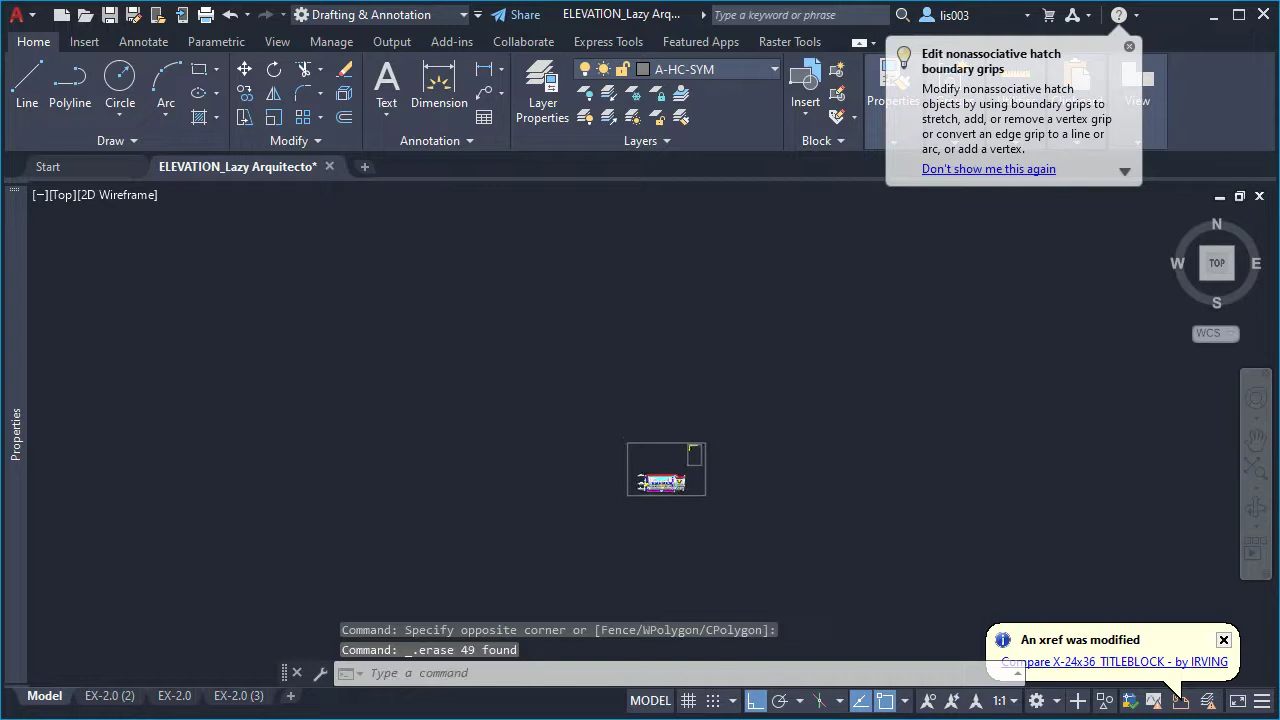 Drafting & Annotation
Share
ELEVATION_Lazy Arq...
Type a keyword or phrase
lis003
Home
Insert
Annotate
Parametric
View
Manage
Output
Add-ins
Collaborate
Express Tools
Featured Apps
Raster Tools
Line
Polyline
Circle
Arc
Text
Dimension
Layer
Properties
A-HC-SYM
Insert
Properties
View
Draw
Modify
Annotation
Layers
Block
Edit nonassociative hatch
boundary grips
Modify nonassociative hatch
objects by using boundary grips to
stretch, add, or remove a vertex grip
or convert an edge grip to a line or
arc, or add a vertex.
Don't show me this again
Start
ELEVATION_Lazy Arquitecto*
[−][Top][2D Wireframe]
N
W
TOP
E
S
WCS
Properties
Command: Specify opposite corner or [Fence/WPolygon/CPolygon]:
Command: _.erase 49 found
Type a command
An xref was modified
Compare X-24x36_TITLEBLOCK - by IRVING
Model
EX-2.0 (2)
EX-2.0
EX-2.0 (3)
MODEL
1:1